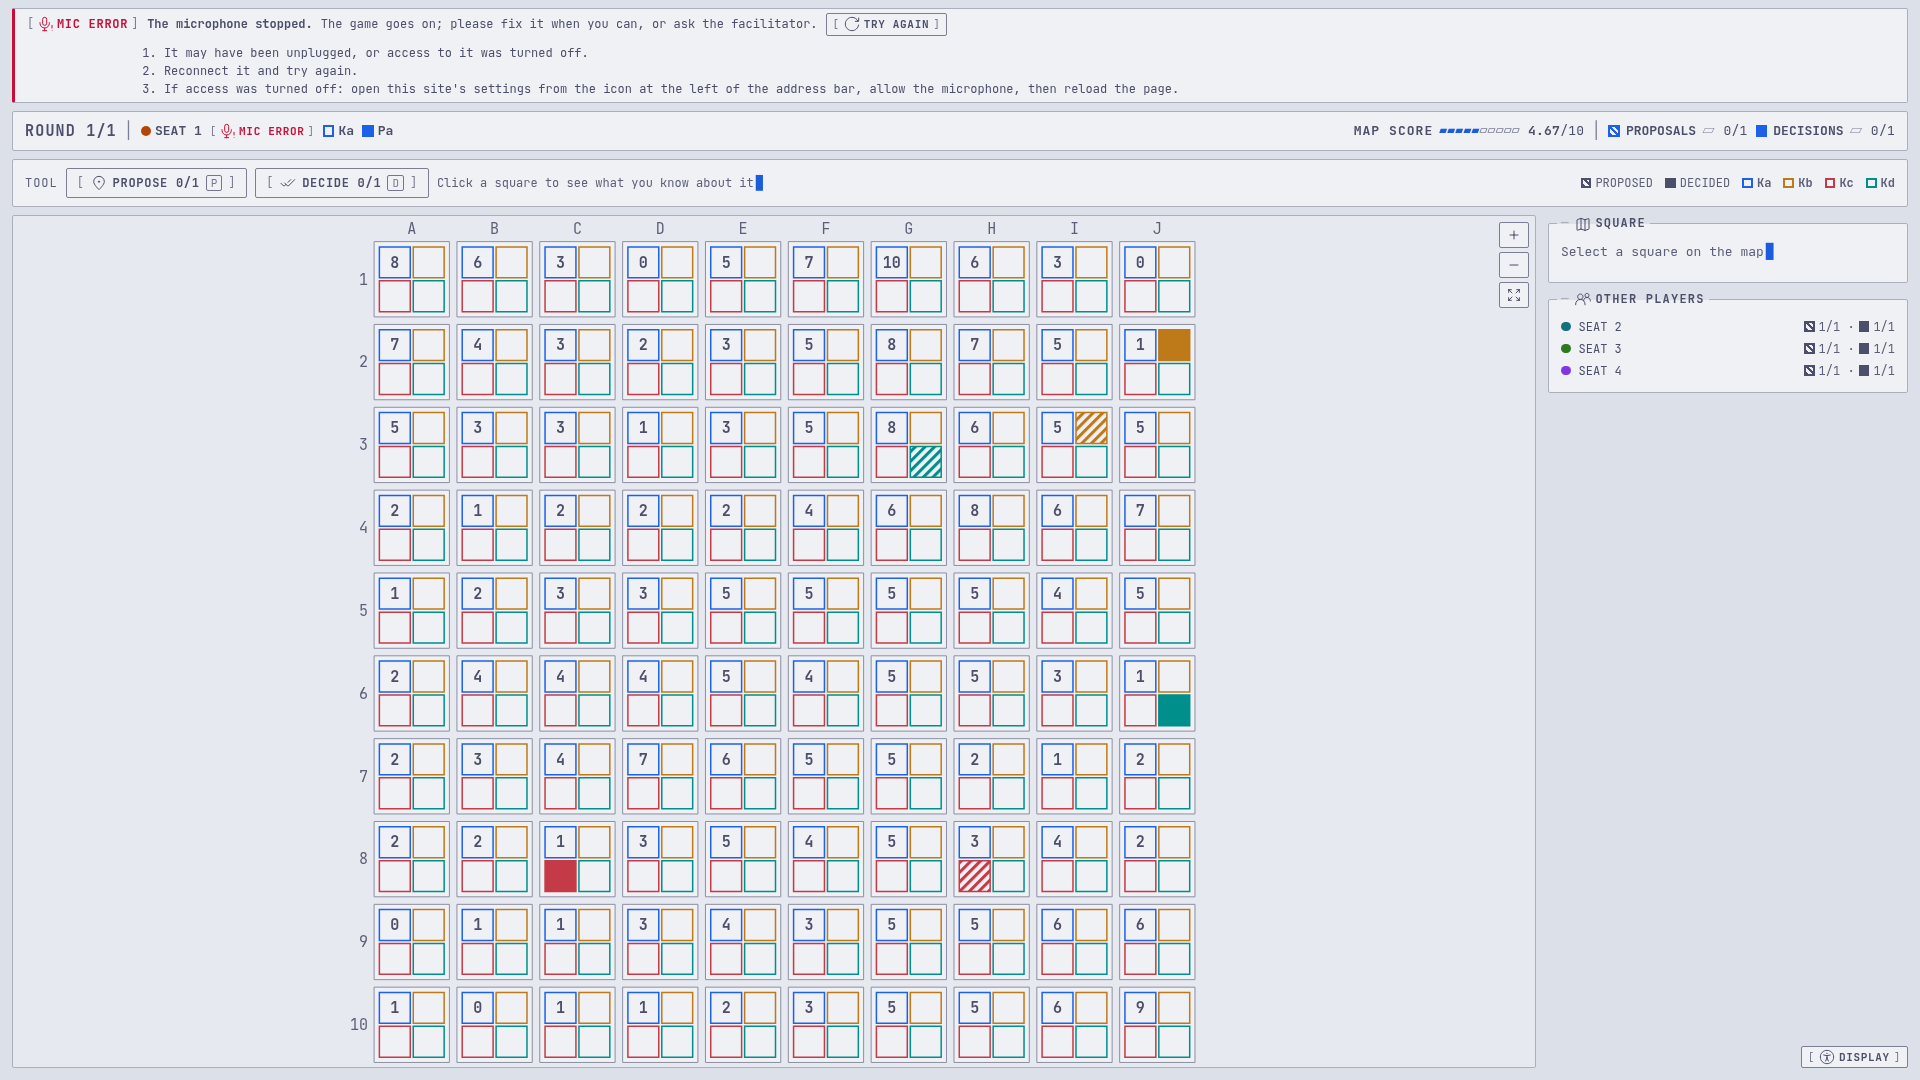 [ MIC ERROR ] The microphone stopped. The game goes on; please fix it when you can, or ask the facilitator. [ TRY AGAIN ]
1. It may have been unplugged, or access to it was turned off.
2. Reconnect it and try again.
3. If access was turned off: open this site's settings from the icon at the left of the address bar, allow the microphone, then reload the page.
ROUND 1/1 SEAT 1 [ MIC ERROR ] Ka Pa MAP SCORE 4.67/10 PROPOSALS 0/1 DECISIONS 0/1
TOOL [ PROPOSE 0/1 P ] [ DECIDE 0/1 D ] Click a square to see what you know about it PROPOSED DECIDED Ka Kb Kc Kd
A B C D E F G H I J
1 8 6 3 0 5 7 10 6 3 0
2 7 4 3 2 3 5 8 7 5 1
3 5 3 3 1 3 5 8 6 5 5
4 2 1 2 2 2 4 6 8 6 7
5 1 2 3 3 5 5 5 5 4 5
6 2 4 4 4 5 4 5 5 3 1
7 2 3 4 7 6 5 5 2 1 2
8 2 2 1 3 5 4 5 3 4 2
9 0 1 1 3 4 3 5 5 6 6
10 1 0 1 1 2 3 5 5 6 9
+
−
SQUARE
Select a square on the map
OTHER PLAYERS
SEAT 2 1/1 · 1/1
SEAT 3 1/1 · 1/1
SEAT 4 1/1 · 1/1
[ DISPLAY ]